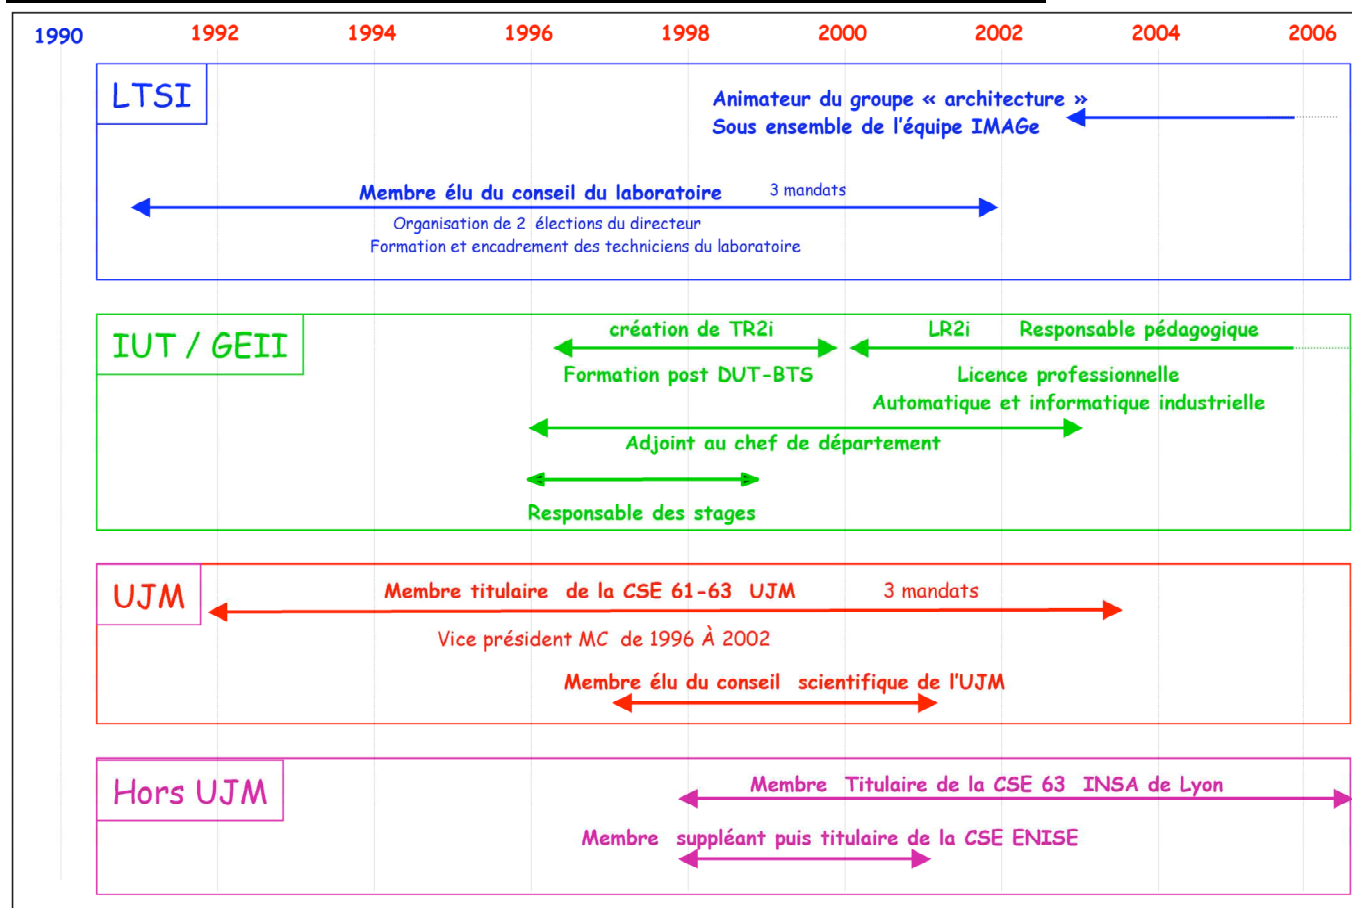 1990 1992 1994 1996 1998 2000 2002 2004 2006
LTSI
Animateur du groupe « architecture »
Sous ensemble de l'équipe IMAGe
Membre élu du conseil du laboratoire 3 mandats
Organisation de 2 élections du directeur
Formation et encadrement des techniciens du laboratoire
IUT / GEII
création de TR2i
LR2i Responsable pédagogique
Formation post DUT-BTS
Licence professionnelle
Automatique et informatique industrielle
Adjoint au chef de département
Responsable des stages
UJM
Membre titulaire de la CSE 61-63 UJM 3 mandats
Vice président MC de 1996 À 2002
Membre élu du conseil scientifique de l'UJM
Hors UJM
Membre Titulaire de la CSE 63 INSA de Lyon
Membre suppléant puis titulaire de la CSE ENISE